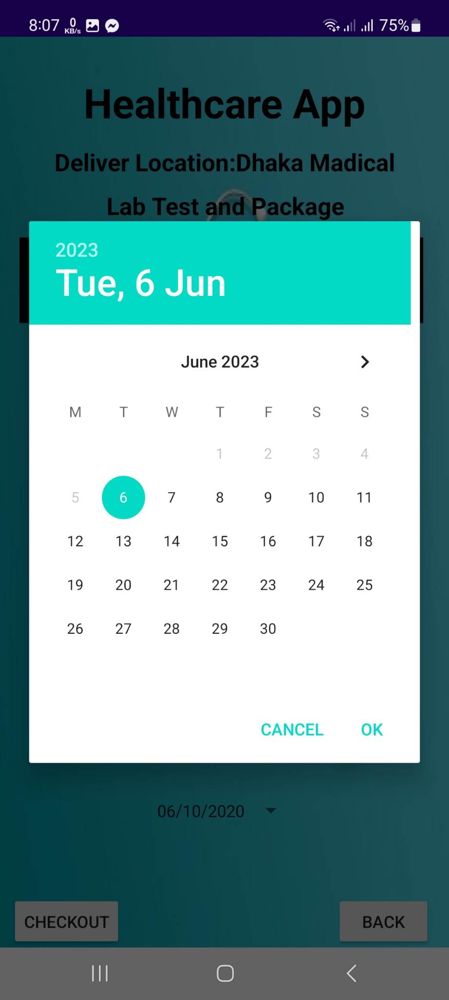 8:07 0 KB/s 75%
Healthcare App
Deliver Location:Dhaka Madical
Lab Test and Package
2023
Tue, 6 Jun
June 2023
M T W T F S S
1 2 3 4
5 6 7 8 9 10 11
12 13 14 15 16 17 18
19 20 21 22 23 24 25
26 27 28 29 30
CANCEL OK
06/10/2020
CHECKOUT BACK